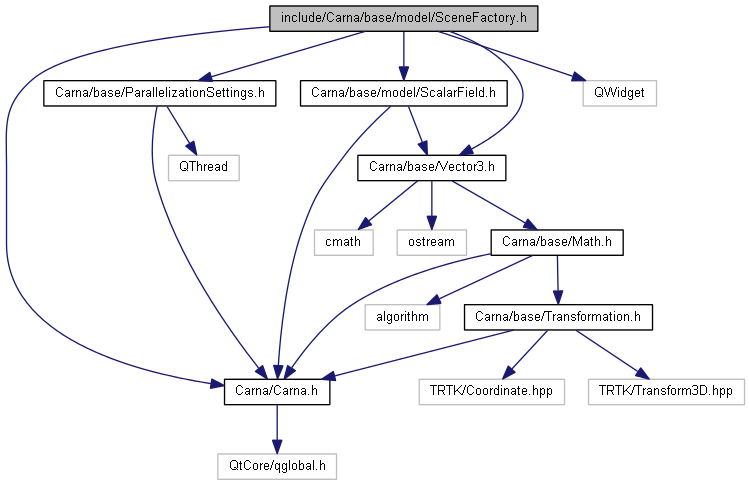 include/Carna/base/model/SceneFactory.h
Carna/base/ParallelizationSettings.h
Carna/base/model/ScalarField.h
QWidget
QThread
Carna/base/Vector3.h
cmath
ostream
Carna/base/Math.h
algorithm
Carna/base/Transformation.h
Carna/Carna.h
TRTK/Coordinate.hpp
TRTK/Transform3D.hpp
QtCore/qglobal.h